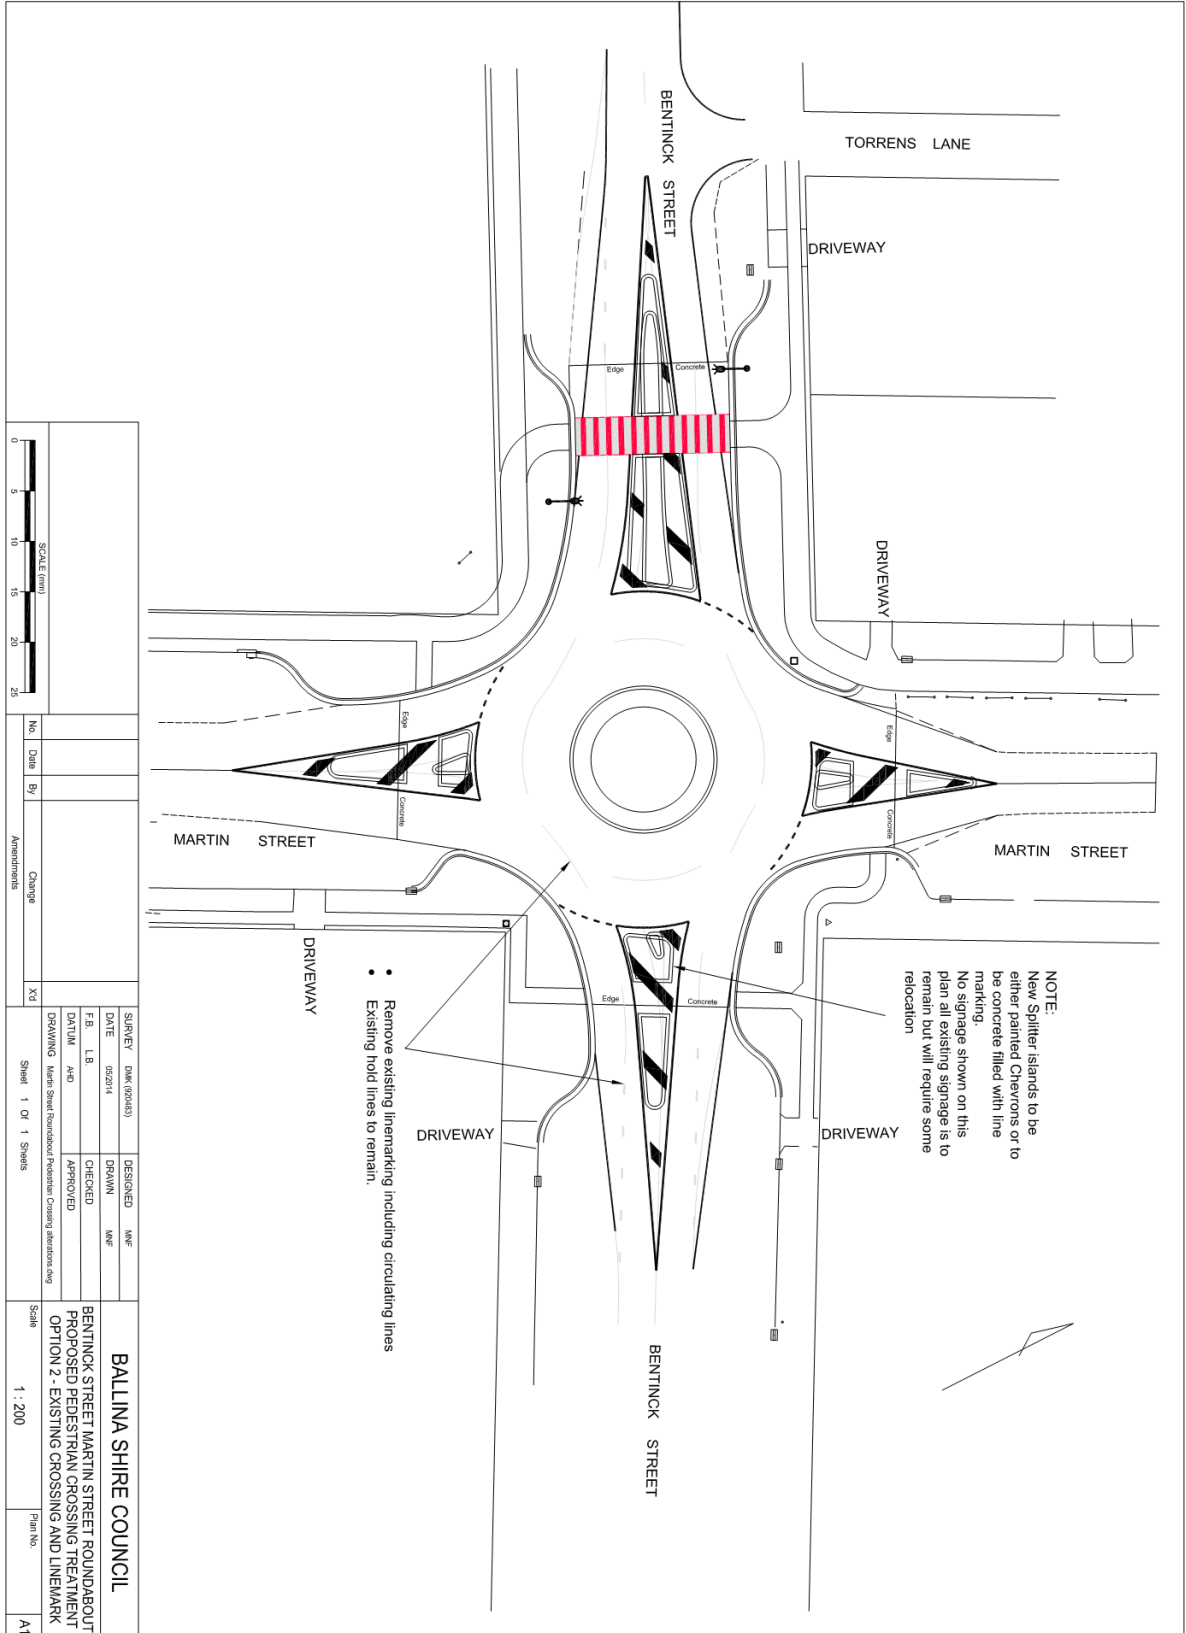 TORRENS LANE
BENTINCK STREET
DRIVEWAY
Edge
Concrete
DRIVEWAY
Edge
Concrete
Edge
Concrete
MARTIN STREET
MARTIN STREET
DRIVEWAY
Edge
Concrete
DRIVEWAY
DRIVEWAY
BENTINCK STREET
NOTE:
New Splitter islands to be
either painted Chevrons or to
be concrete filled with line
marking.
No signage shown on this
plan all existing signage is to
remain but will require some
relocation
• Remove existing linemarking including circulating lines
• Existing hold lines to remain.
SCALE (mm)
0 5 10 15 20 25
No. Date By Change X'd
Amendments
SURVEY DMK (920483)
DATE 05/2014
F.B. L.B.
DATUM AHD
DESIGNED MNF
DRAWN MNF
CHECKED
APPROVED
DRAWING Martin Street Roundabout Pedestrian Crossing alterations.dwg
Sheet 1 Of 1 Sheets
BALLINA SHIRE COUNCIL
BENTINCK STREET MARTIN STREET ROUNDABOUT
PROPOSED PEDESTRIAN CROSSING TREATMENT
OPTION 2 - EXISTING CROSSING AND LINEMARK
Scale
1 : 200
Plan No.
A1